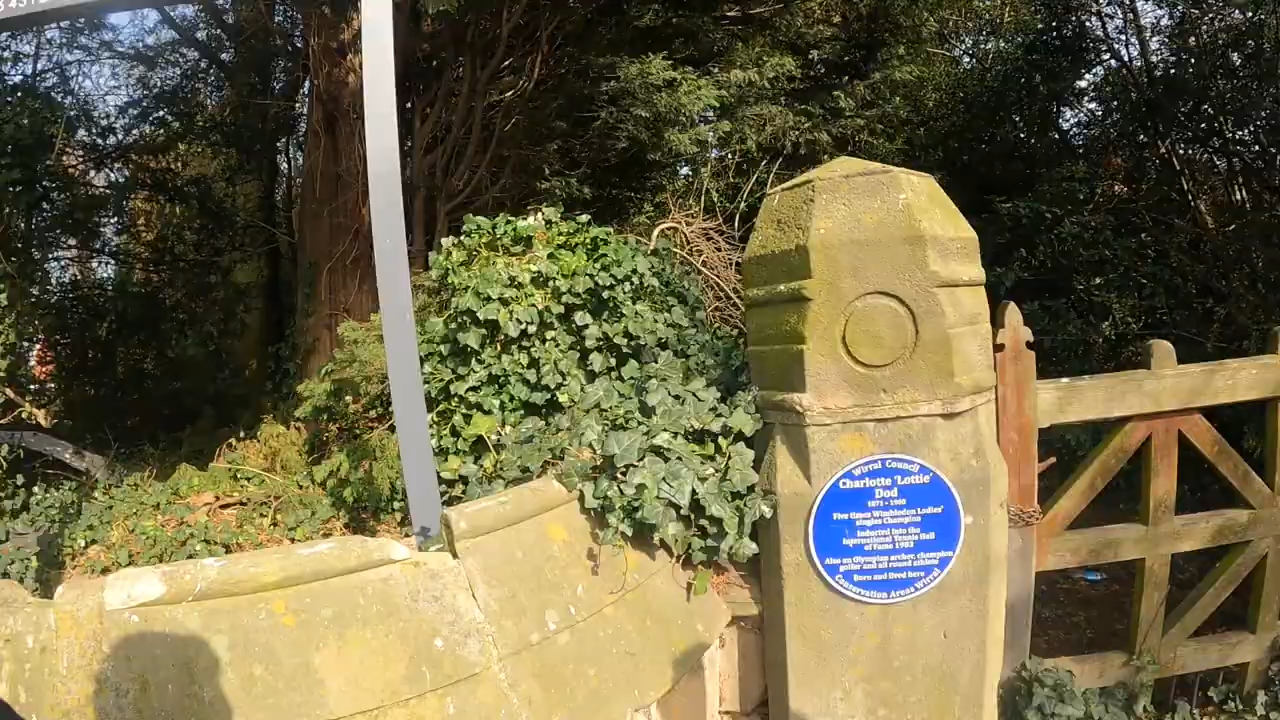 Wirral Council
Charlotte 'Lottie'
Dod
1871 - 1960
Five times Wimbledon Ladies'
singles Champion
Inducted into the
International Tennis Hall
of Fame 1983
Also an Olympian archer, champion
golfer and all round athlete
Born and lived here
Conservation Areas Wirral